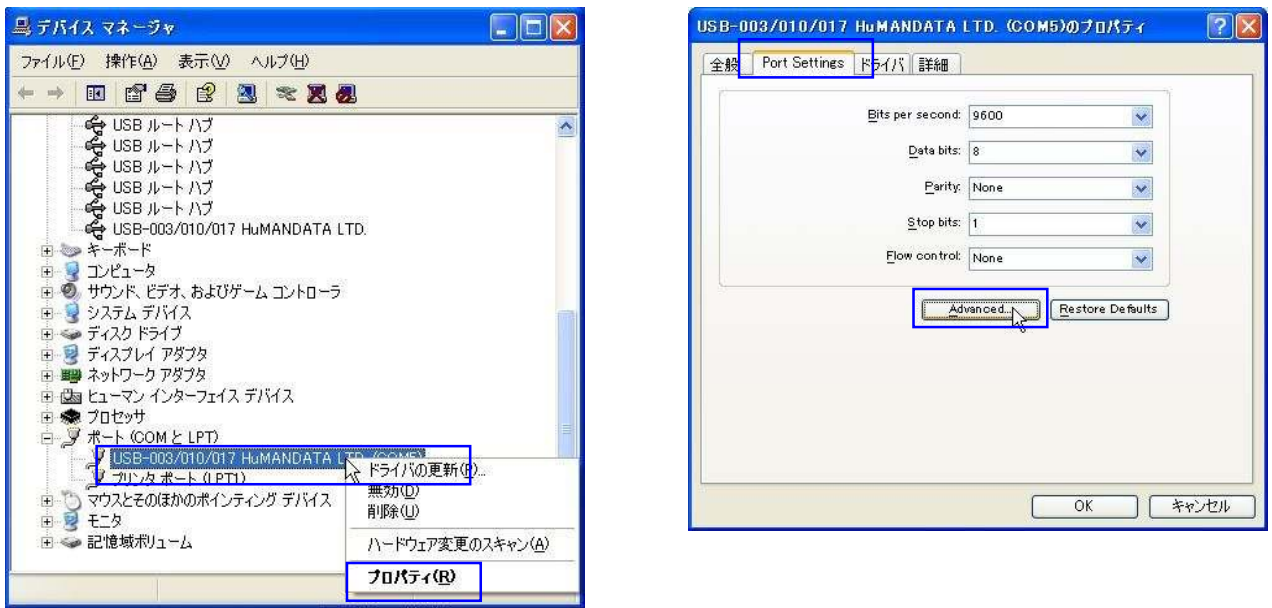 デバイス マネージャ
ファイル(F) 操作(A) 表示(V) ヘルプ(H)
USB ルート ハブ
USB ルート ハブ
USB ルート ハブ
USB ルート ハブ
USB ルート ハブ
USB-003/010/017 HuMANDATA LTD.
キーボード
コンピュータ
サウンド、ビデオ、およびゲーム コントローラ
システム デバイス
ディスク ドライブ
ディスプレイ アダプタ
ネットワーク アダプタ
ヒューマン インターフェイス デバイス
プロセッサ
ポート (COM と LPT)
USB-003/010/017 HuMANDATA LTD. (COM5)
プリンタ ポート (LPT1)
マウスとそのほかのポインティング デバイス
モニタ
記憶域ボリューム
ドライバの更新(P)...
無効(D)
削除(U)
ハードウェア変更のスキャン(A)
プロパティ(R)
USB-003/010/017 HuMANDATA LTD. (COM5)のプロパティ
全般 Port Settings ドライバ 詳細
Bits per second: 9600
Data bits: 8
Parity: None
Stop bits: 1
Flow control: None
Advanced... Restore Defaults
OK キャンセル